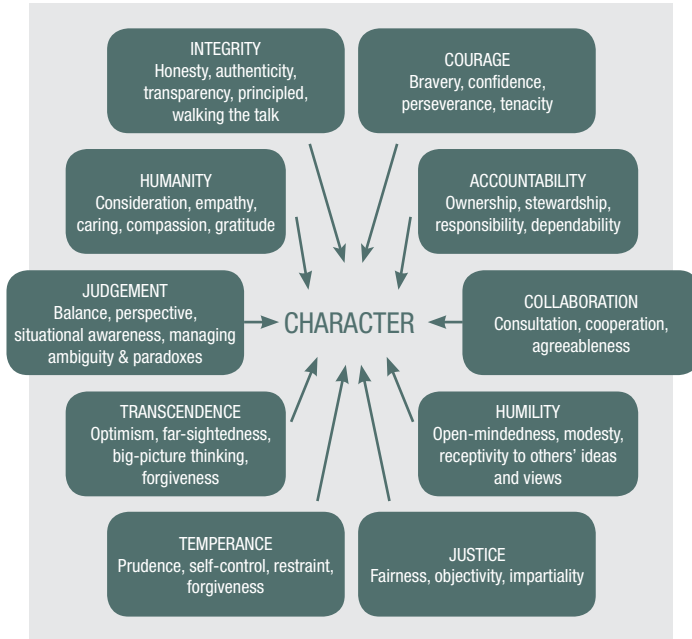 INTEGRITY
Honesty, authenticity,
transparency, principled,
walking the talk
COURAGE
Bravery, confidence,
perseverance, tenacity
HUMANITY
Consideration, empathy,
caring, compassion, gratitude
ACCOUNTABILITY
Ownership, stewardship,
responsibility, dependability
JUDGEMENT
Balance, perspective,
situational awareness, managing
ambiguity & paradoxes
CHARACTER
COLLABORATION
Consultation, cooperation,
agreeableness
TRANSCENDENCE
Optimism, far-sightedness,
big-picture thinking,
forgiveness
HUMILITY
Open-mindedness, modesty,
receptivity to others’ ideas
and views
TEMPERANCE
Prudence, self-control, restraint,
forgiveness
JUSTICE
Fairness, objectivity, impartiality